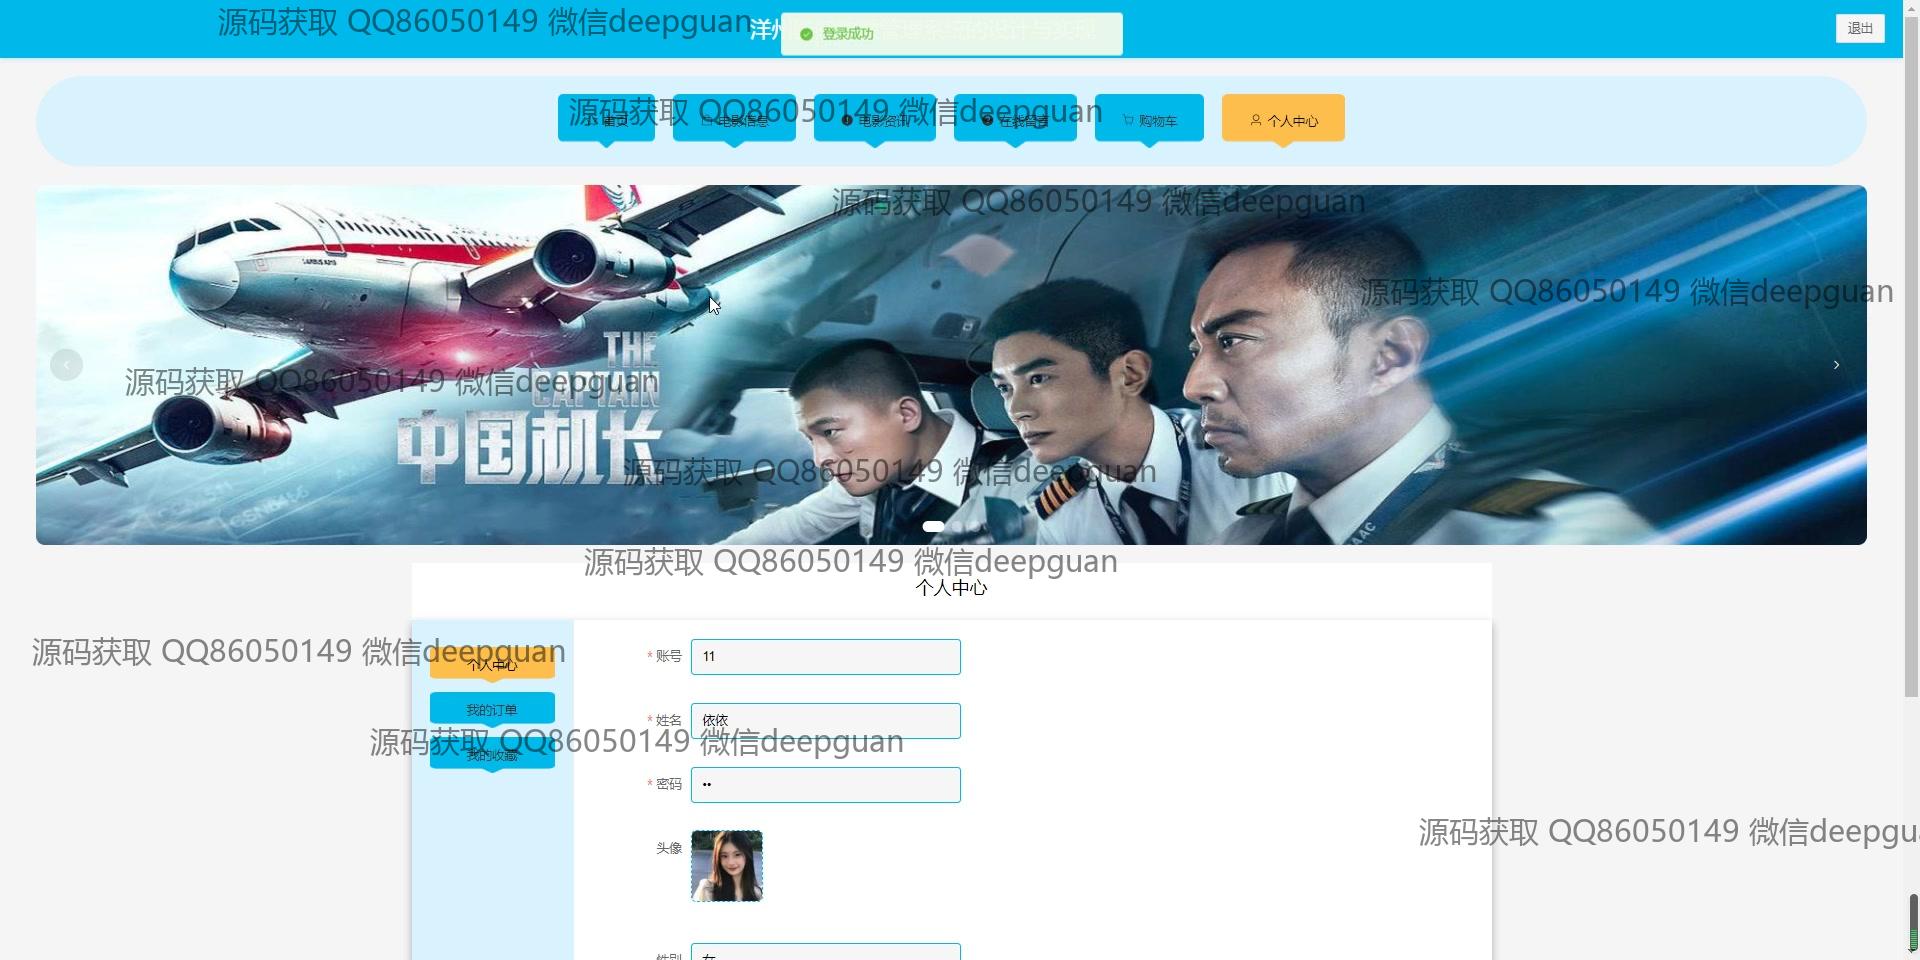 源码获取 QQ86050149 微信deepguan
管理系统的设计与实现
登录成功
退出
源码获取 QQ86050149 微信deepguan
首页
电影信息
电影资讯
在线留言
购物车
个人中心
源码获取 QQ86050149 微信deepguan
源码获取 QQ86050149 微信deepguan
THE
CAPTAIN
源码获取 QQ86050149 微信deepguan
中国机长
源码获取 QQ86050149 微信deepguan
源码获取 QQ86050149 微信deepguan
个人中心
源码获取 QQ86050149 微信deepguan
个人中心
* 账号 11
我的订单
* 姓名 依依
源码获取 QQ86050149 微信deepguan
我的收藏
* 密码 ••
源码获取 QQ86050149 微信deepgu
头像
性别 女